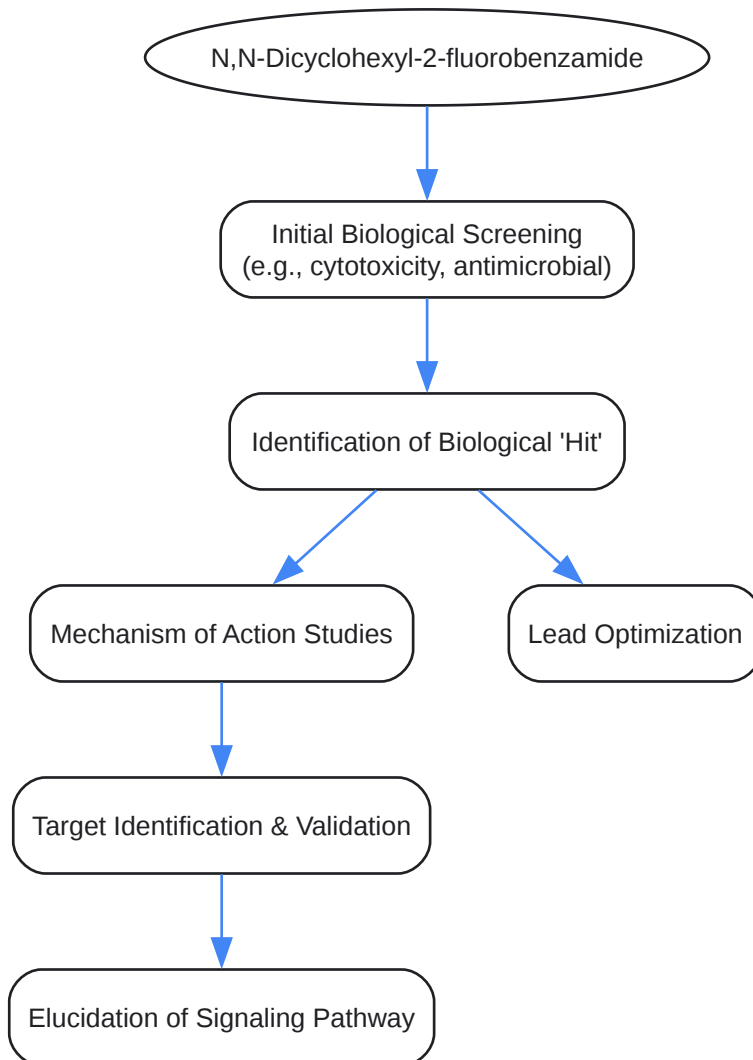 N,N-Dicyclohexyl-2-fluorobenzamide
Initial Biological Screening
(e.g., cytotoxicity, antimicrobial)
Identification of Biological 'Hit'
Mechanism of Action Studies
Lead Optimization
Target Identification & Validation
Elucidation of Signaling Pathway